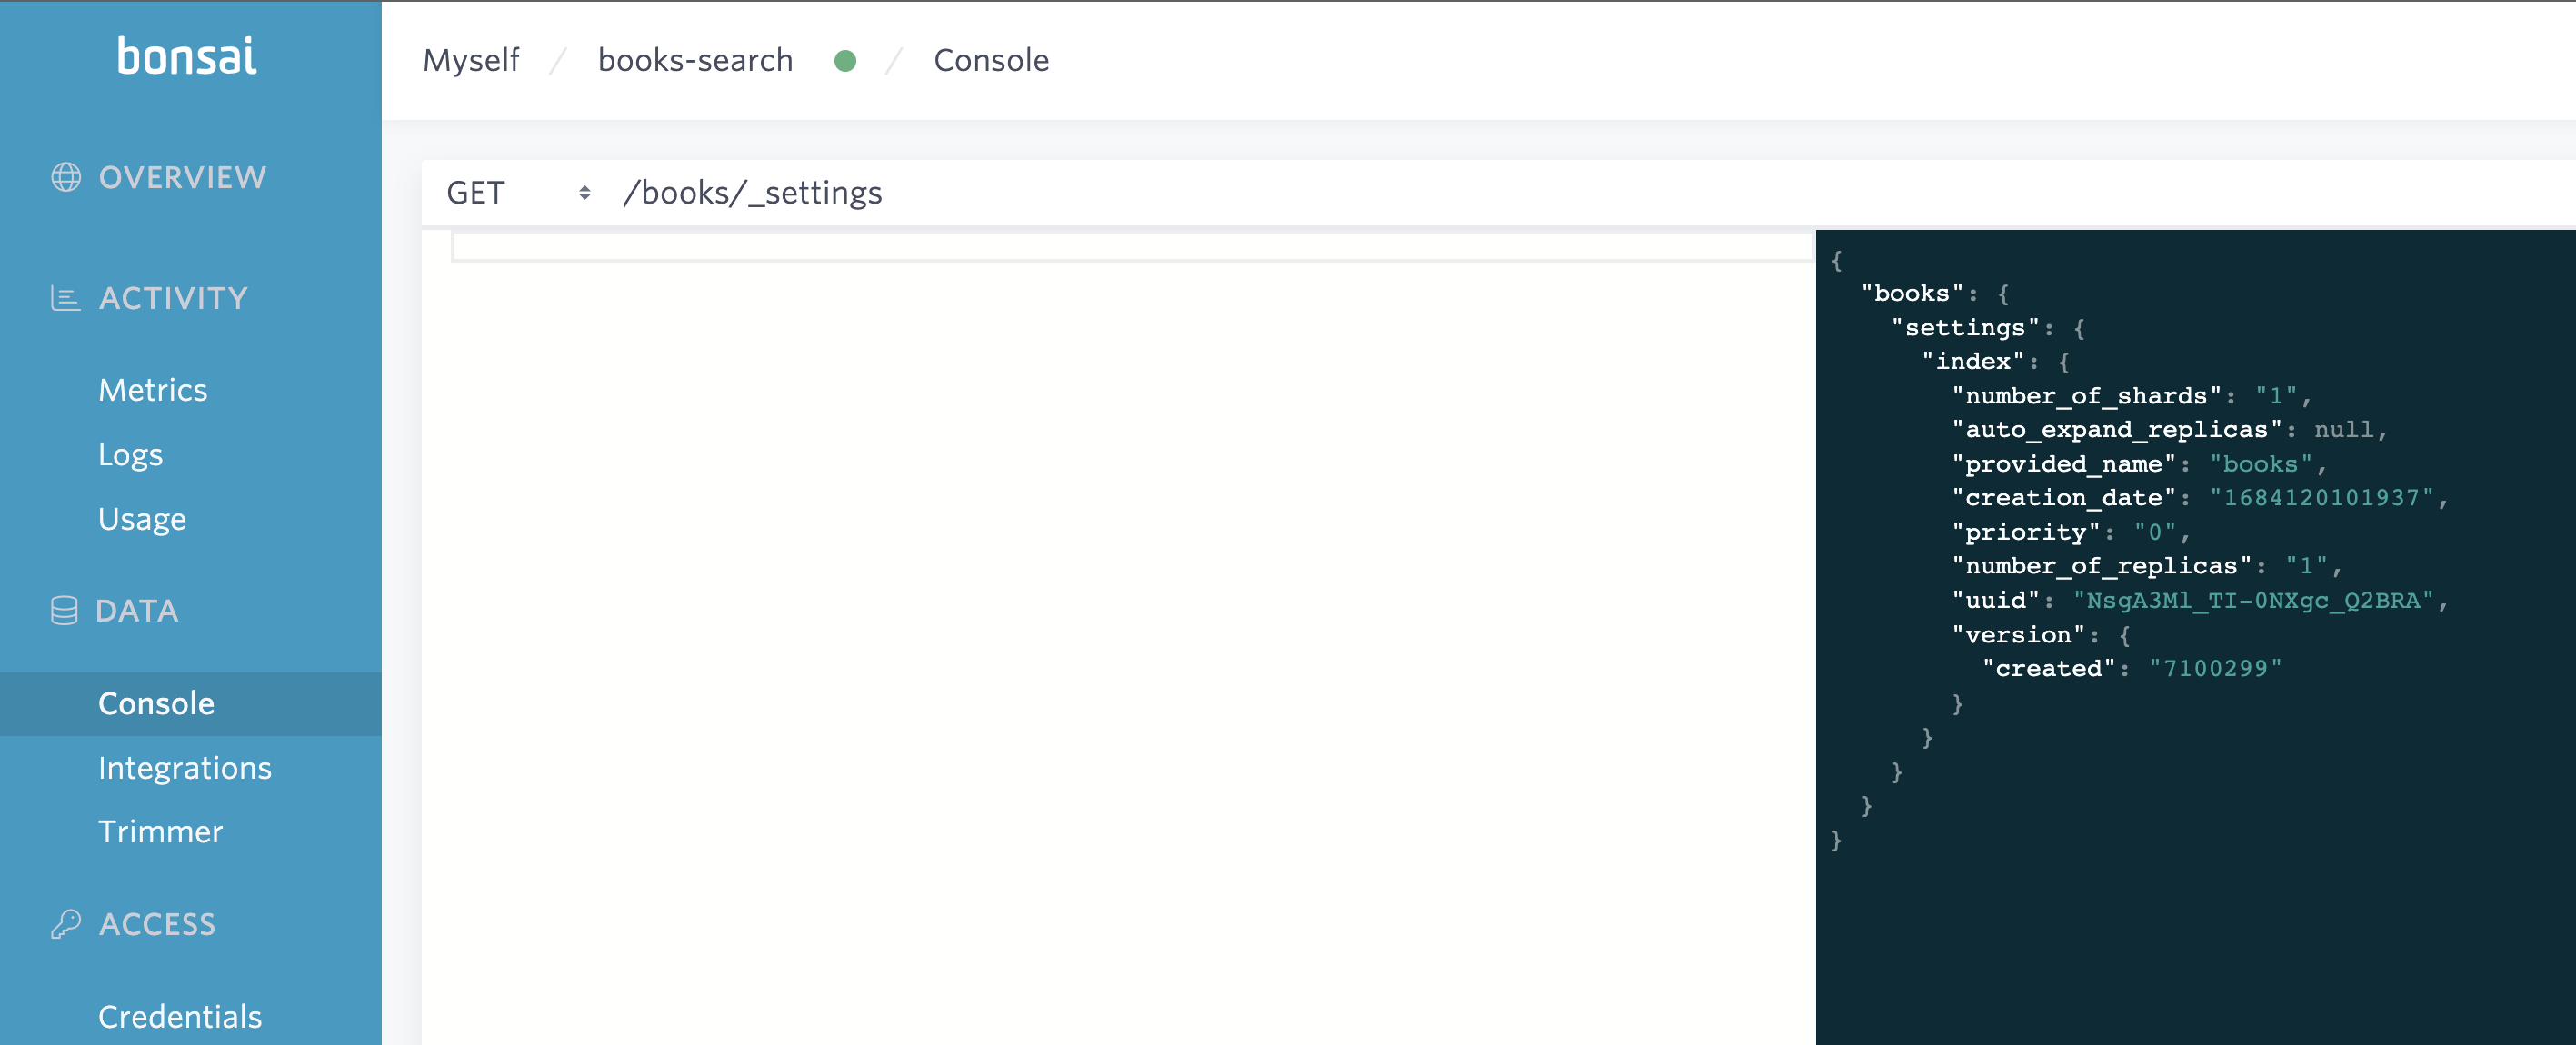 bonsai
Myself / books-search / Console
OVERVIEW
ACTIVITY
Metrics
Logs
Usage
DATA
Console
Integrations
Trimmer
ACCESS
Credentials
GET /books/_settings
{
  "books": {
    "settings": {
      "index": {
        "number_of_shards": "1",
        "auto_expand_replicas": null,
        "provided_name": "books",
        "creation_date": "1684120101937",
        "priority": "0",
        "number_of_replicas": "1",
        "uuid": "NsgA3Ml_TI-0NXgc_Q2BRA",
        "version": {
          "created": "7100299"
        }
      }
    }
  }
}